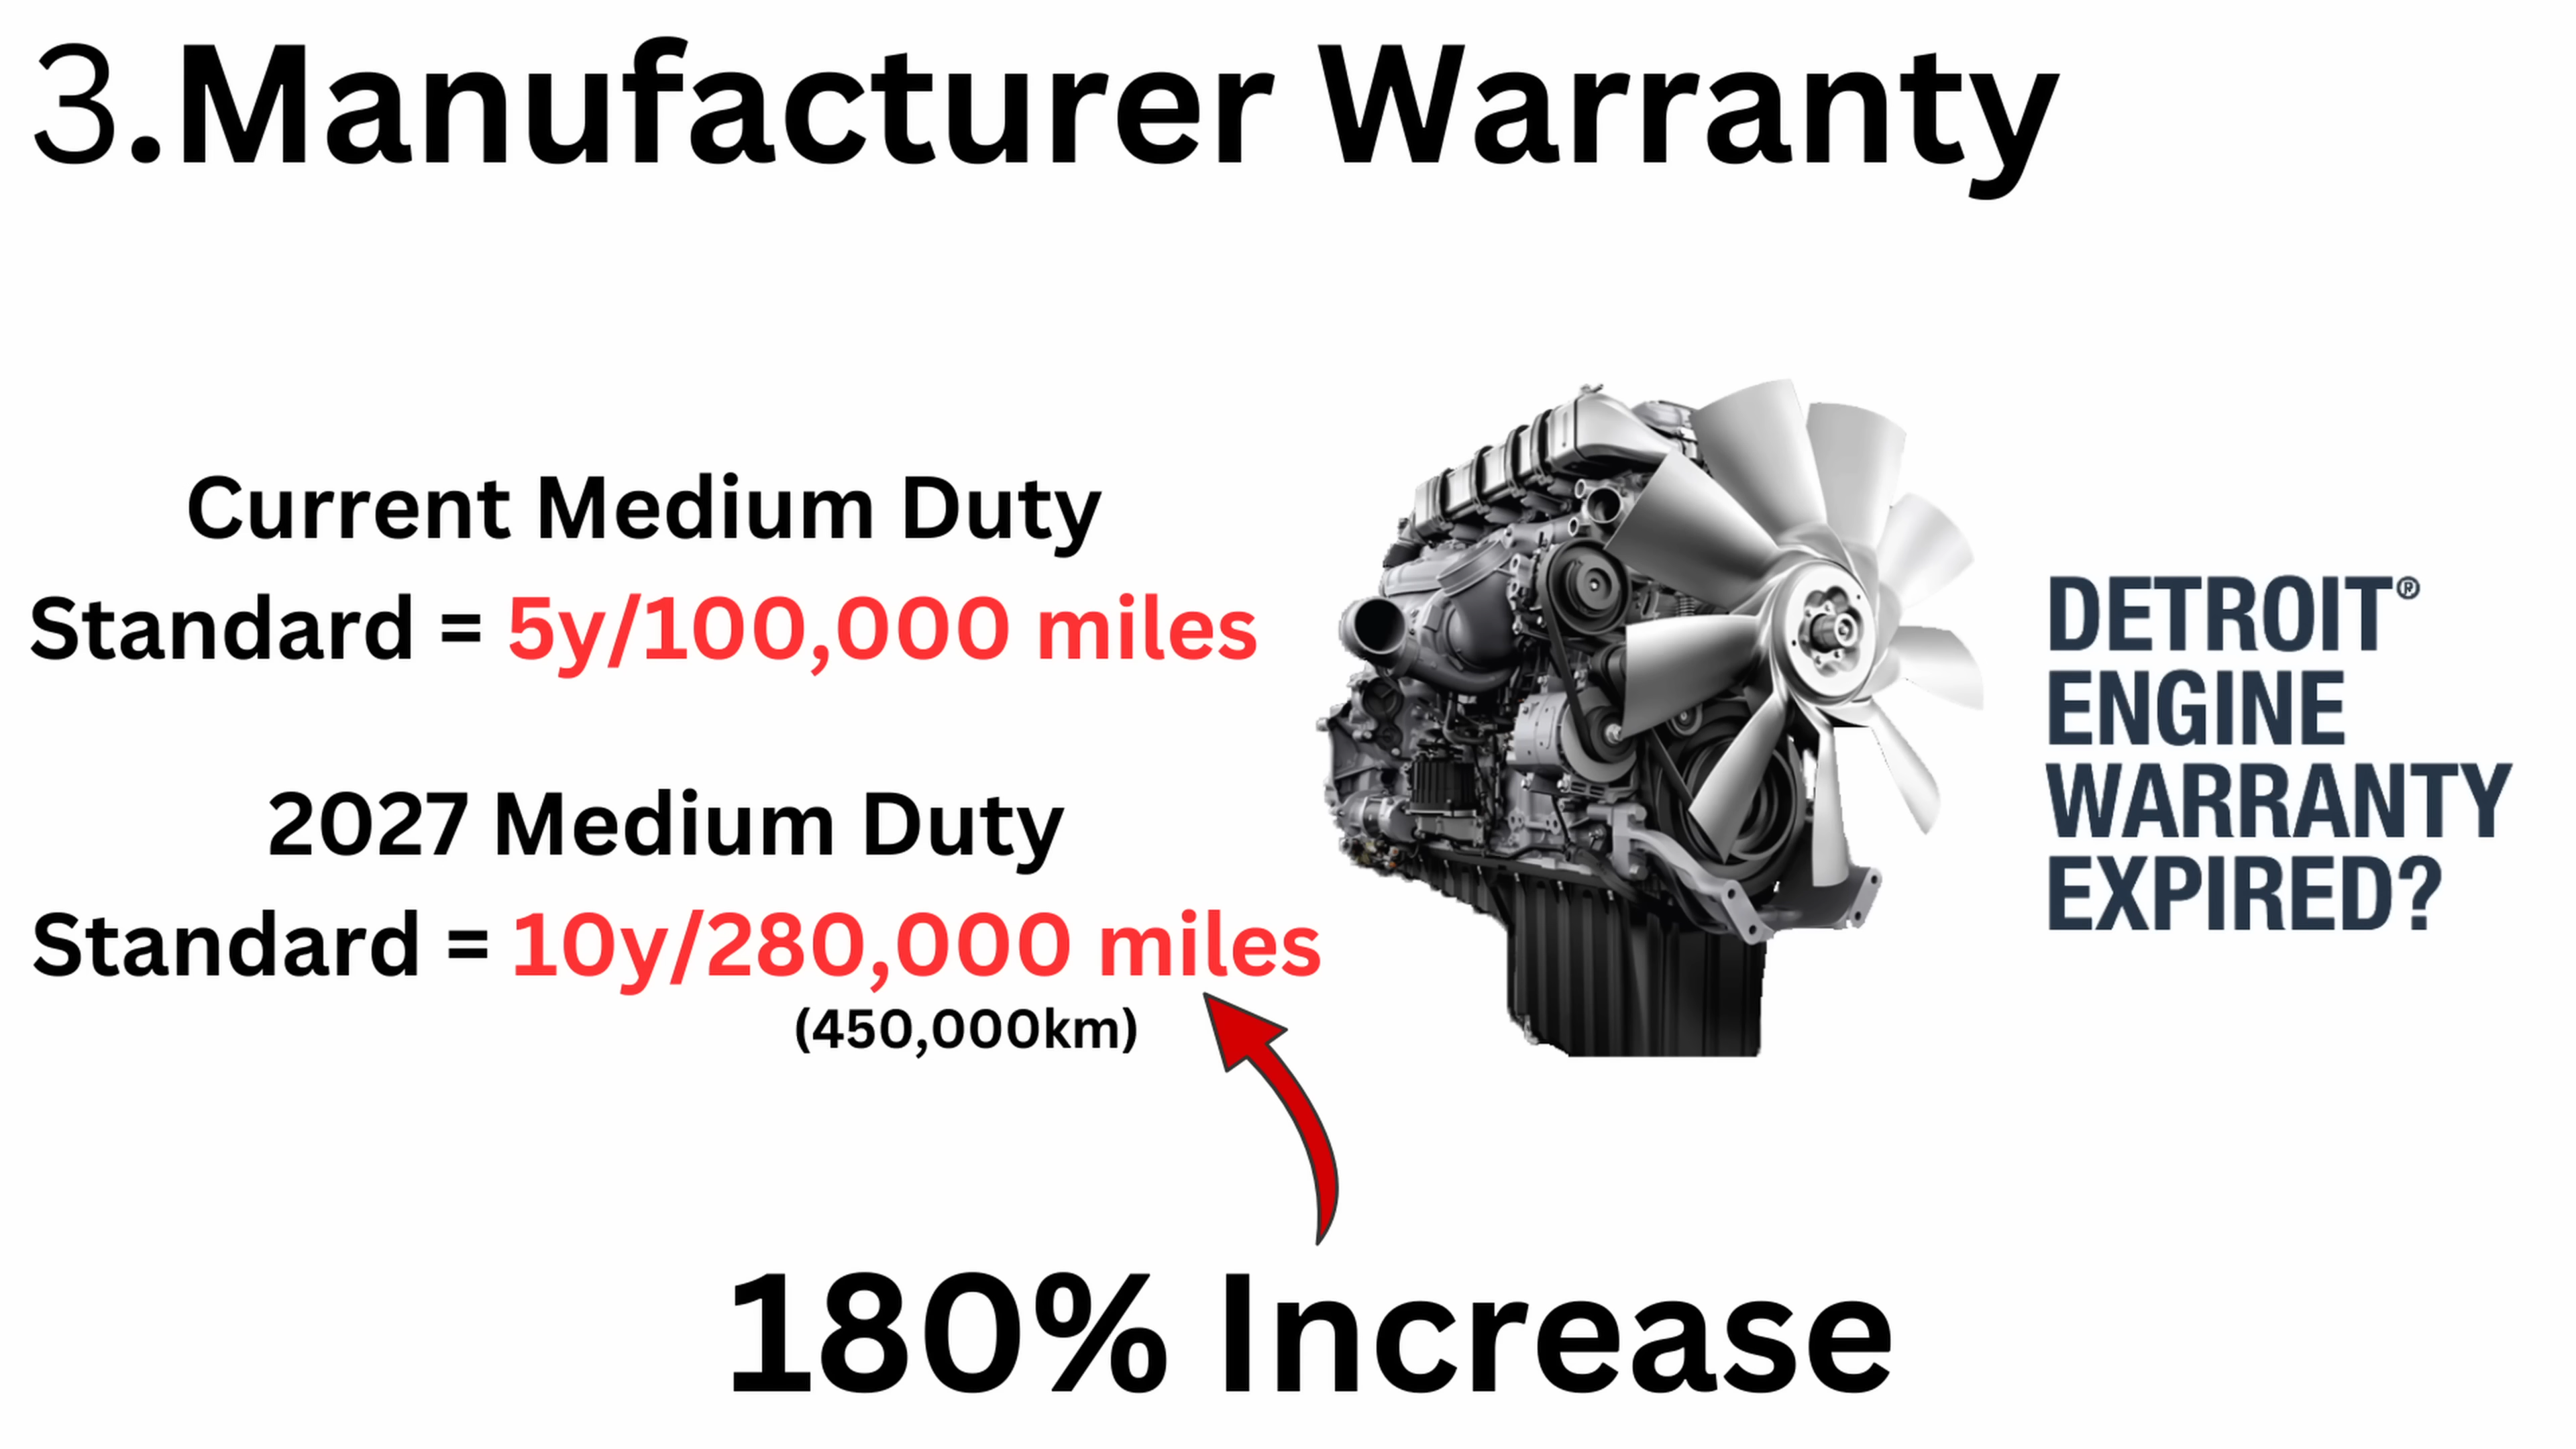 3.Manufacturer Warranty
Current Medium Duty
Standard = 5y/100,000 miles
2027 Medium Duty
Standard = 10y/280,000 miles
(450,000km)
DETROIT®
ENGINE
WARRANTY
EXPIRED?
180% Increase